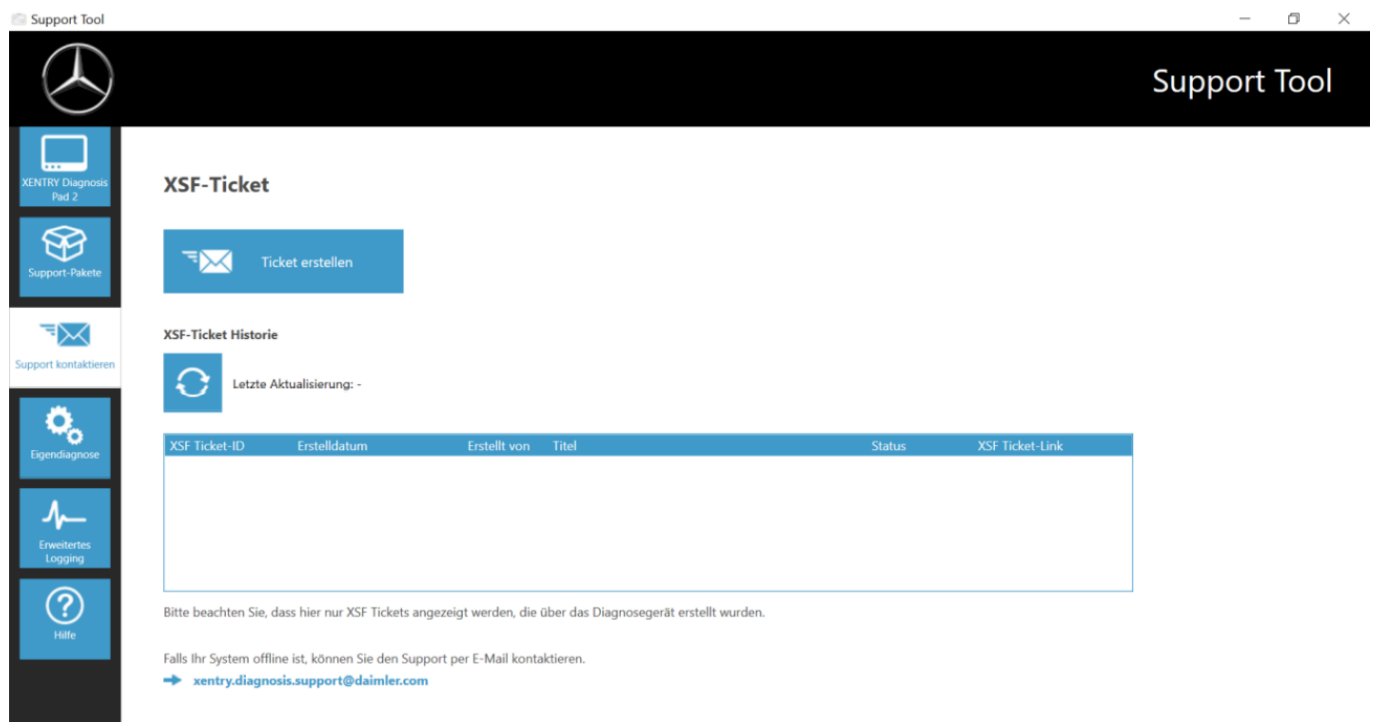 Support Tool
Support Tool
XENTRY Diagnosis
Pad 2
Support-Pakete
Support kontaktieren
Eigendiagnose
Erweitertes
Logging
Hilfe
XSF-Ticket
Ticket erstellen
XSF-Ticket Historie
Letzte Aktualisierung: -
XSF Ticket-ID Erstelldatum Erstellt von Titel Status XSF Ticket-Link
Bitte beachten Sie, dass hier nur XSF Tickets angezeigt werden, die über das Diagnosegerät erstellt wurden.
Falls Ihr System offline ist, können Sie den Support per E-Mail kontaktieren.
xentry.diagnosis.support@daimler.com